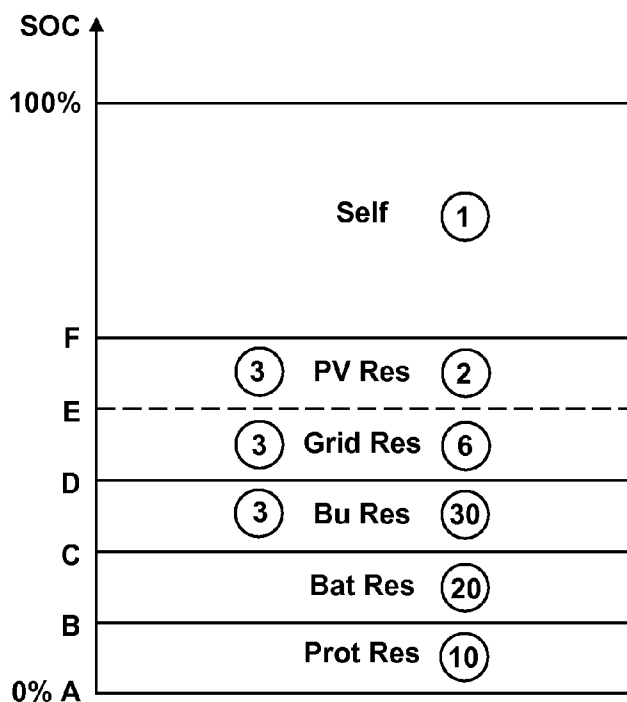 SOC
100%
Self 1
F
3 PV Res 2
E
3 Grid Res 6
D
3 Bu Res 30
C
Bat Res 20
B
Prot Res 10
0% A